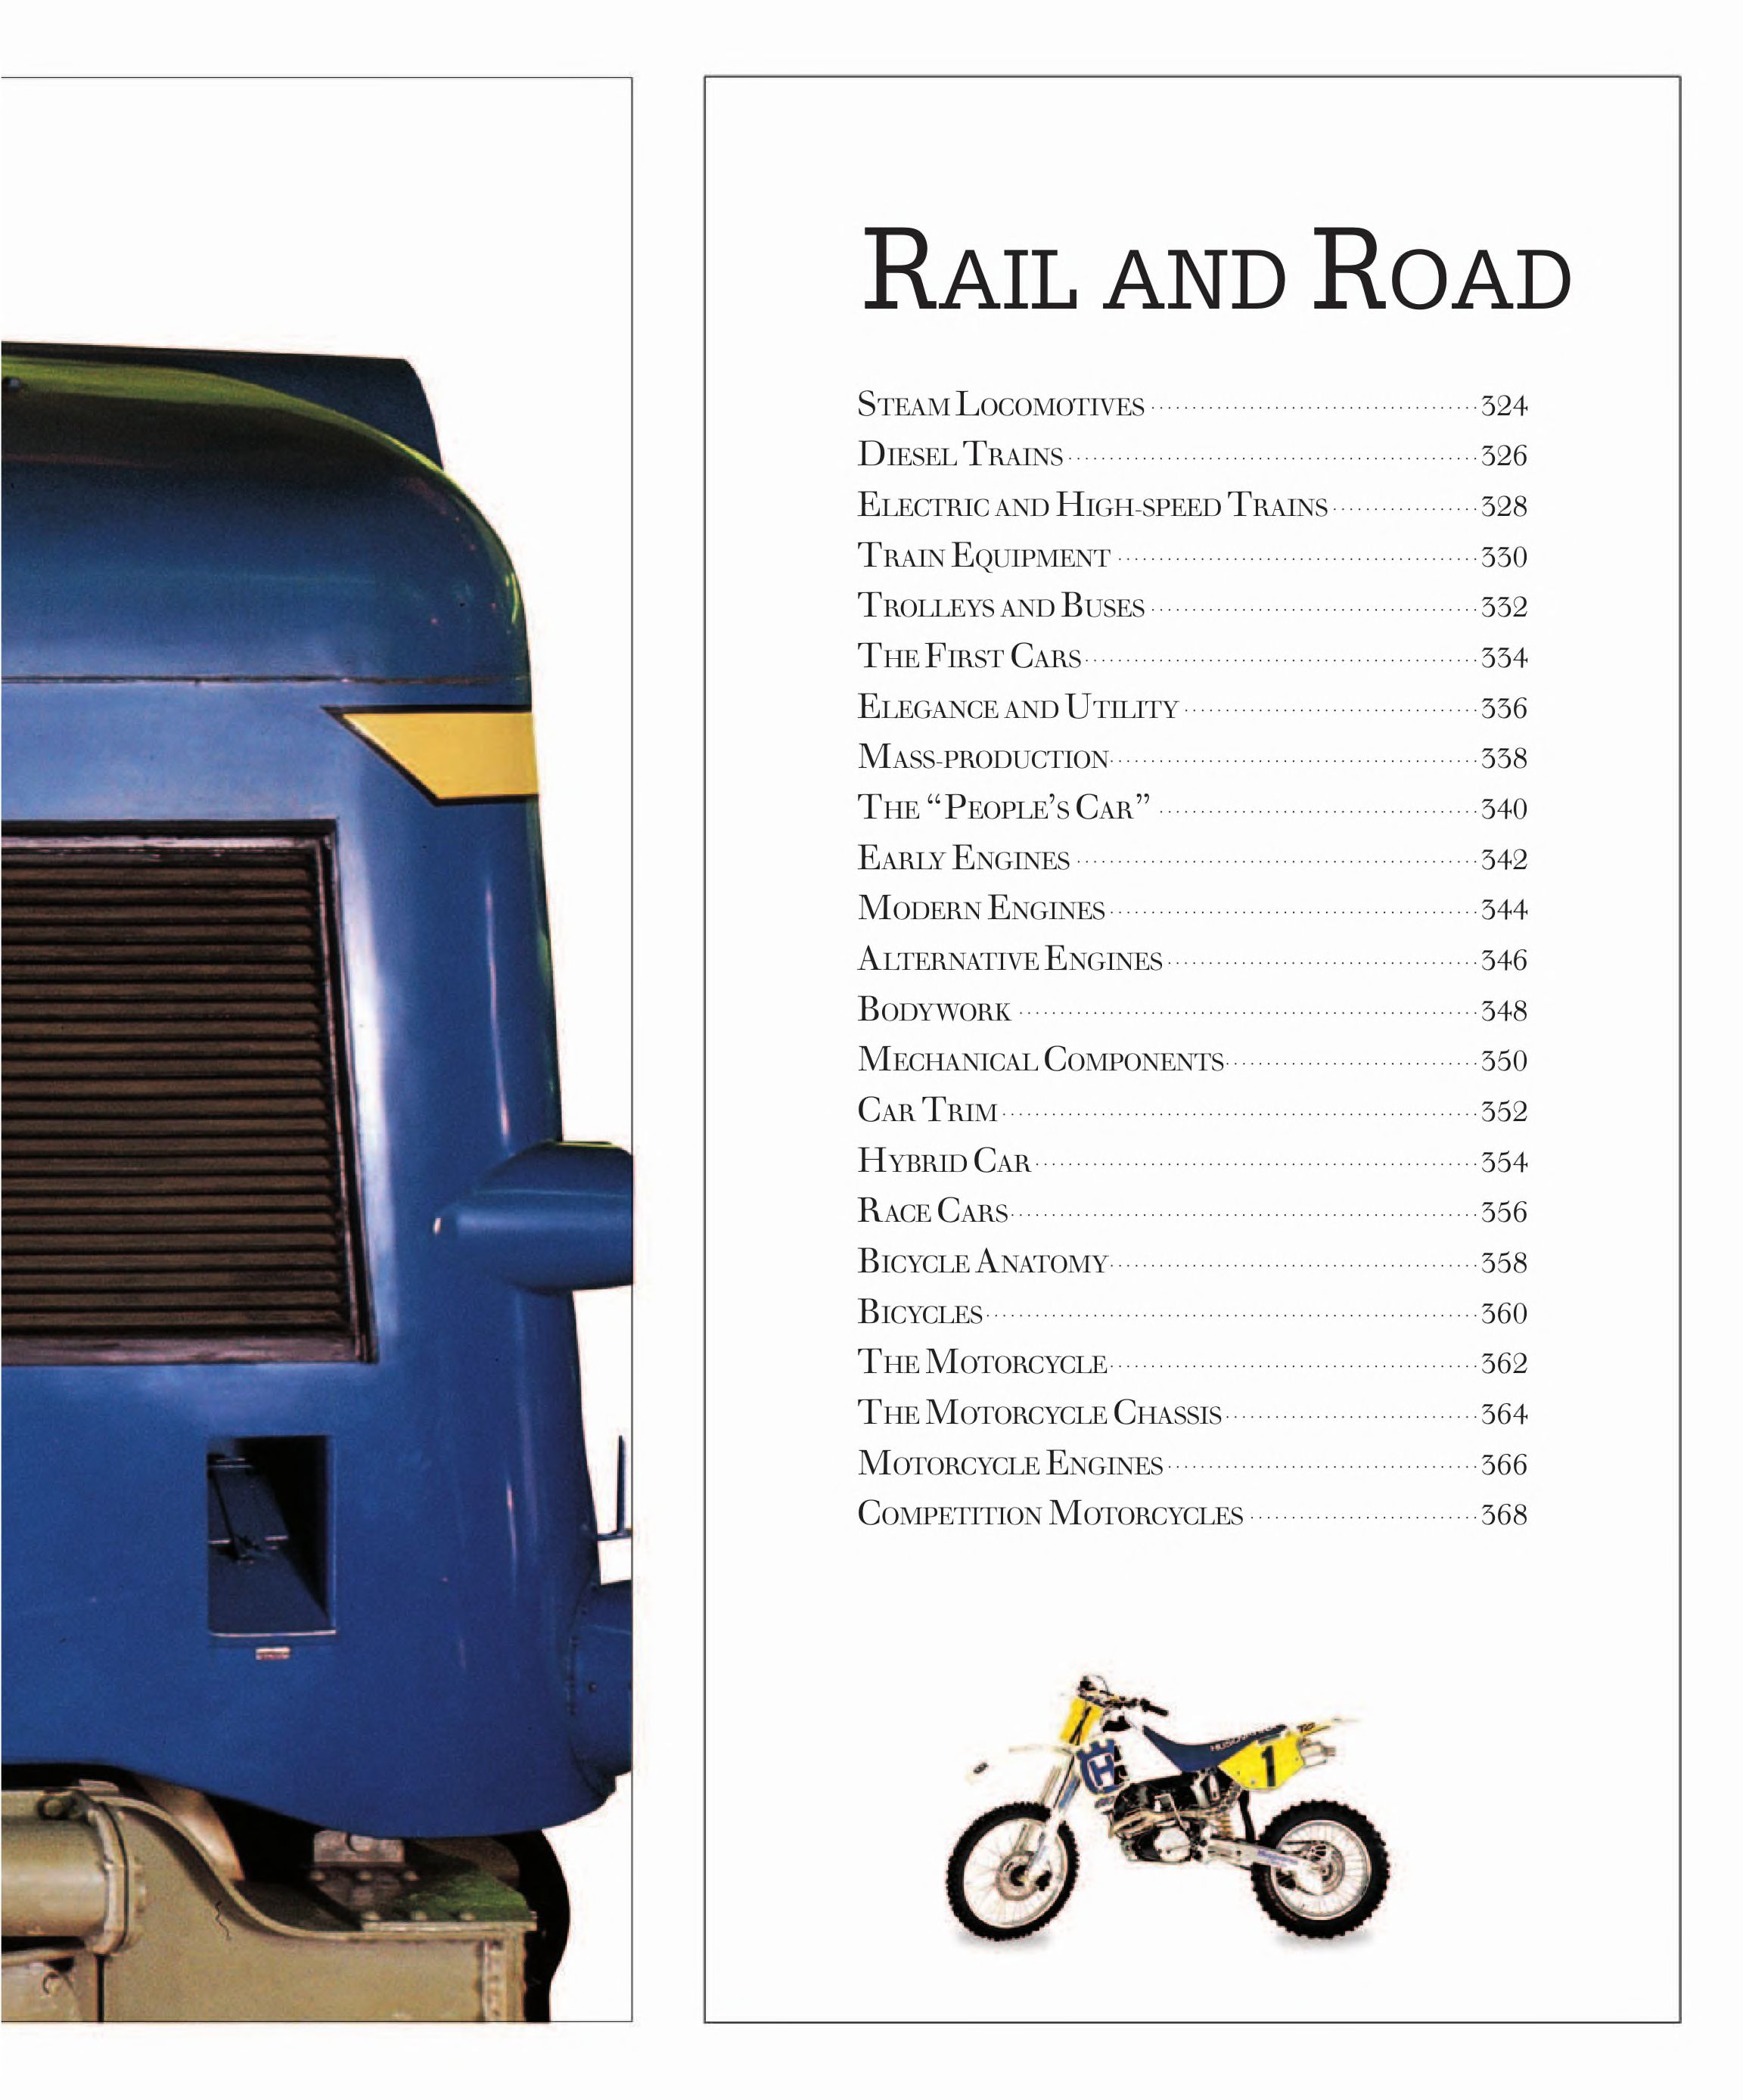 RAIL AND ROAD
STEAM LOCOMOTIVES 324
DIESEL TRAINS 326
ELECTRIC AND HIGH-SPEED TRAINS 328
TRAIN EQUIPMENT 330
TROLLEYS AND BUSES 332
THE FIRST CARS 334
ELEGANCE AND UTILITY 336
MASS-PRODUCTION 338
THE “PEOPLE’S CAR” 340
EARLY ENGINES 342
MODERN ENGINES 344
ALTERNATIVE ENGINES 346
BODYWORK 348
MECHANICAL COMPONENTS 350
CAR TRIM 352
HYBRID CAR 354
RACE CARS 356
BICYCLE ANATOMY 358
BICYCLES 360
THE MOTORCYCLE 362
THE MOTORCYCLE CHASSIS 364
MOTORCYCLE ENGINES 366
COMPETITION MOTORCYCLES 368
H
1